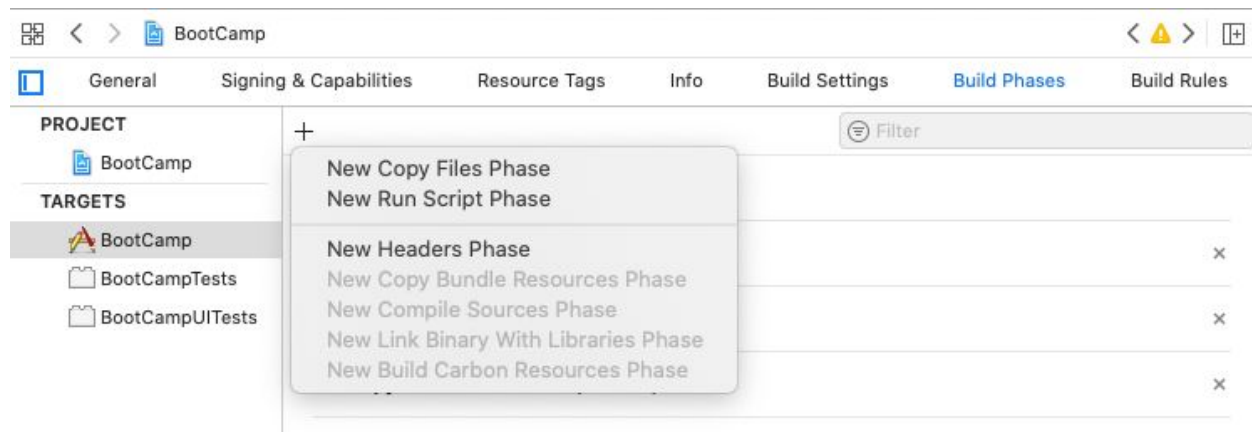 BootCamp
General Signing & Capabilities Resource Tags Info Build Settings Build Phases Build Rules
PROJECT
BootCamp
TARGETS
BootCamp
BootCampTests
BootCampUITests
+
Filter
New Copy Files Phase
New Run Script Phase
New Headers Phase
New Copy Bundle Resources Phase
New Compile Sources Phase
New Link Binary With Libraries Phase
New Build Carbon Resources Phase